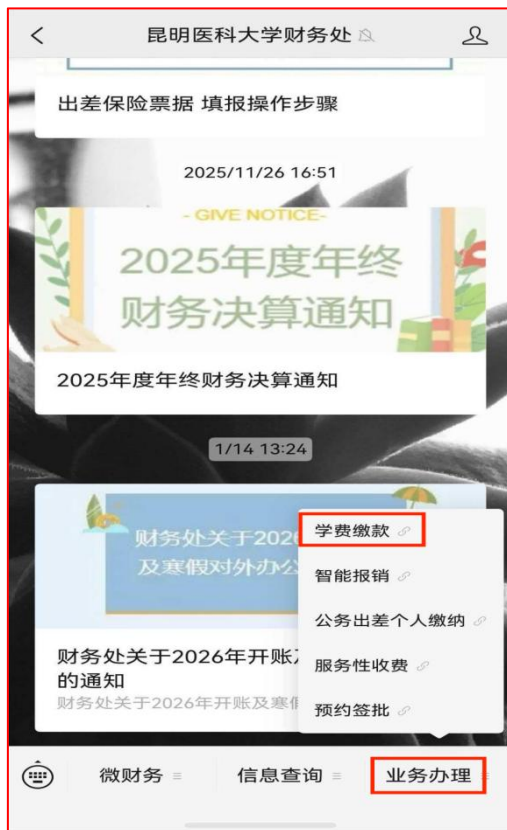 昆明医科大学财务处
出差保险票据 填报操作步骤
2025/11/26 16:51
- GIVE NOTICE-
2025年度年终
财务决算通知
2025年度年终财务决算通知
1/14 13:24
财务处关于202
及寒假对外办公
学费缴款
智能报销
公务出差个人缴纳
服务性收费
预约签批
财务处关于2026年开账及
的通知
财务处关于2026年开账及寒假
微财务
信息查询
业务办理